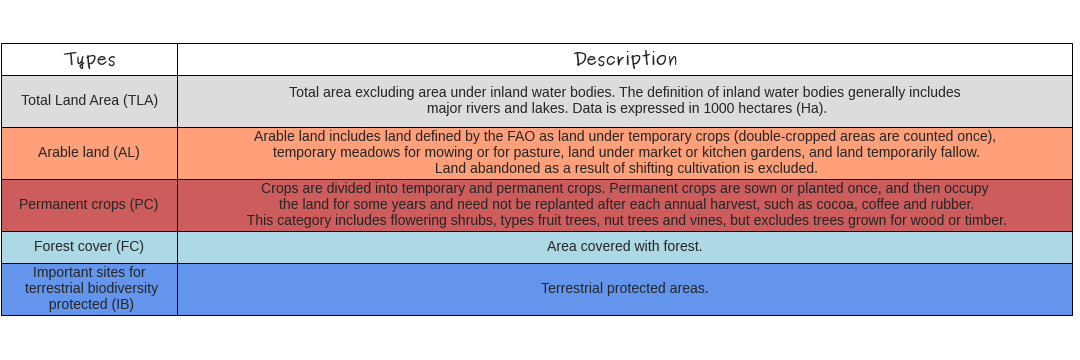 Types
Description
Total Land Area (TLA)
Total area excluding area under inland water bodies. The definition of inland water bodies generally includes
major rivers and lakes. Data is expressed in 1000 hectares (Ha).
Arable land (AL)
Arable land includes land defined by the FAO as land under temporary crops (double-cropped areas are counted once),
temporary meadows for mowing or for pasture, land under market or kitchen gardens, and land temporarily fallow.
Land abandoned as a result of shifting cultivation is excluded.
Permanent crops (PC)
Crops are divided into temporary and permanent crops. Permanent crops are sown or planted once, and then occupy
the land for some years and need not be replanted after each annual harvest, such as cocoa, coffee and rubber.
This category includes flowering shrubs, types fruit trees, nut trees and vines, but excludes trees grown for wood or timber.
Forest cover (FC)
Area covered with forest.
Important sites for
terrestrial biodiversity
protected (IB)
Terrestrial protected areas.